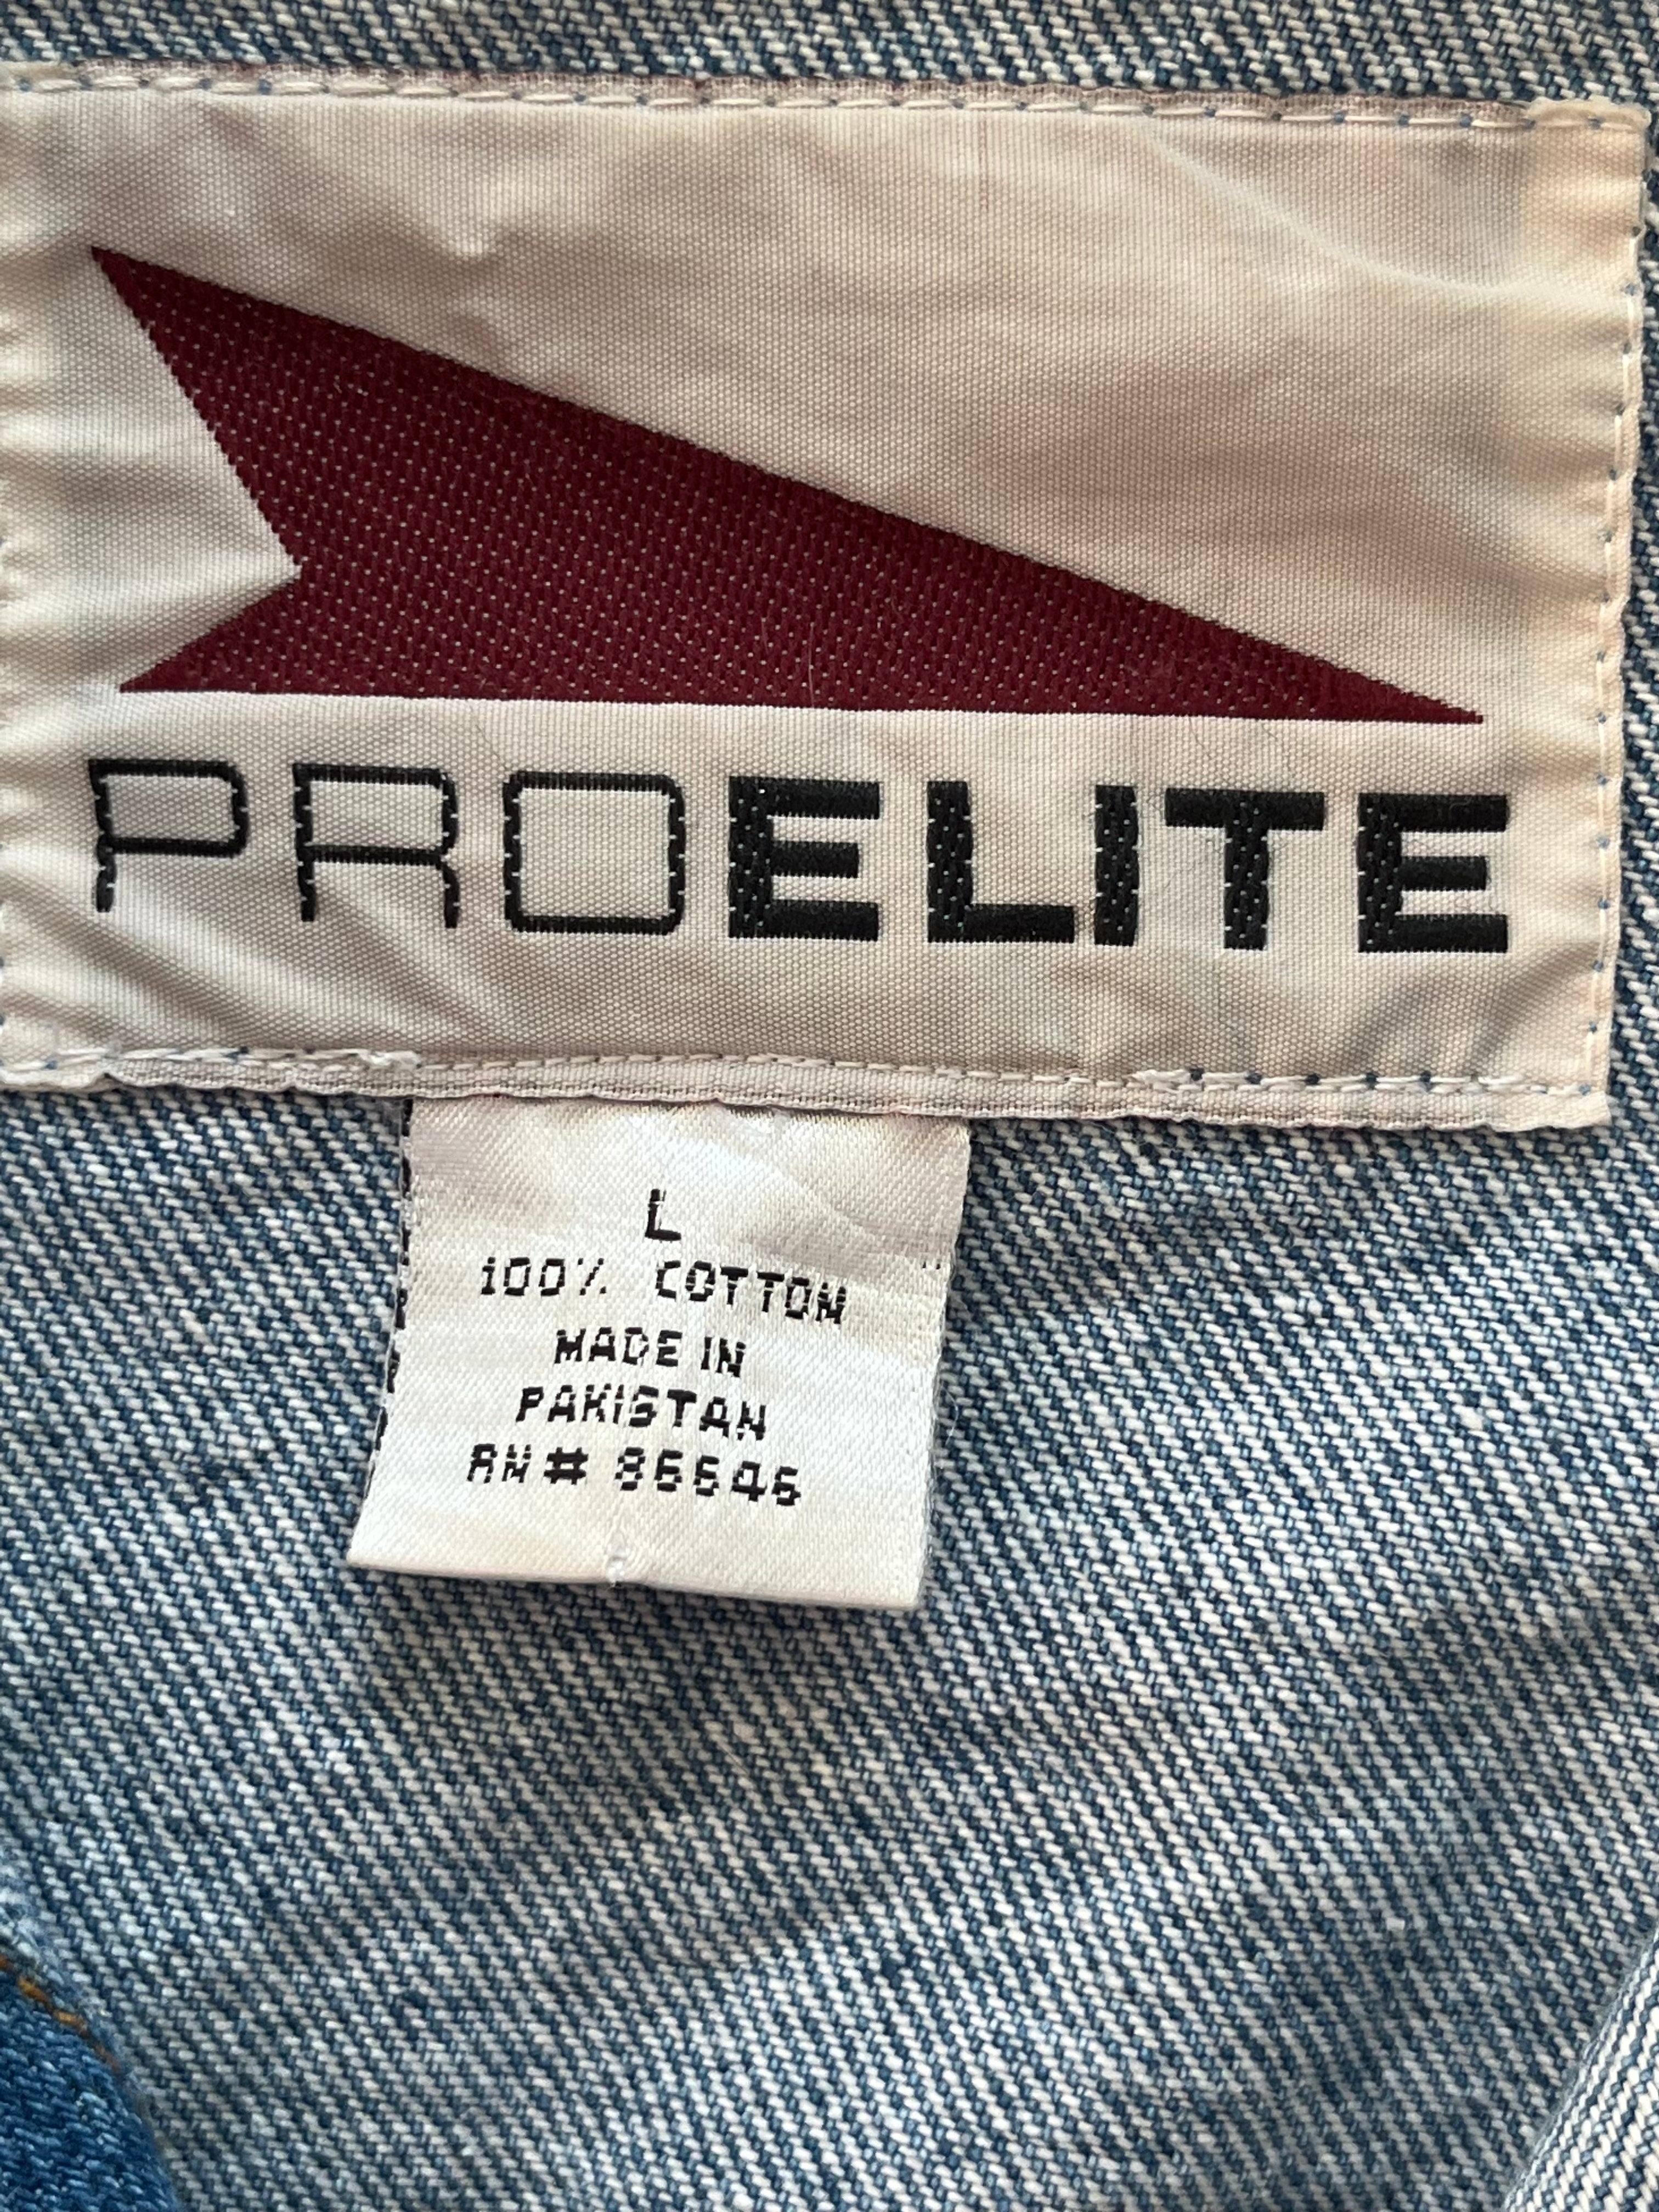 PROELITE
L
100% COTTON
MADE IN
PAKISTAN
RN # 86646